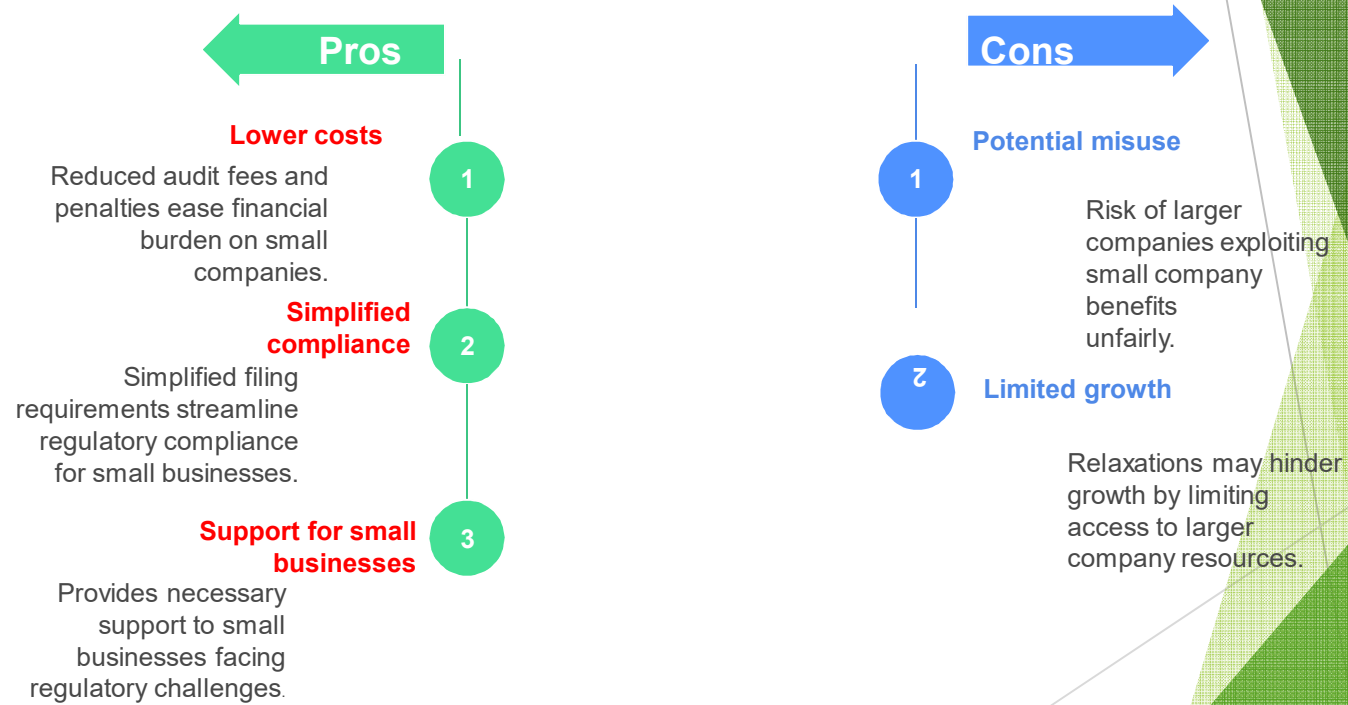 Pros
Lower costs
1
Reduced audit fees and
penalties ease financial
burden on small
companies.
Simplified
compliance
2
Simplified filing
requirements streamline
regulatory compliance
for small businesses.
Support for small
businesses
3
Provides necessary
support to small
businesses facing
regulatory challenges.
Cons
Potential misuse
1
Risk of larger
companies exploiting
small company
benefits
unfairly.
2
Limited growth
Relaxations may hinder
growth by limiting
access to larger
company resources.